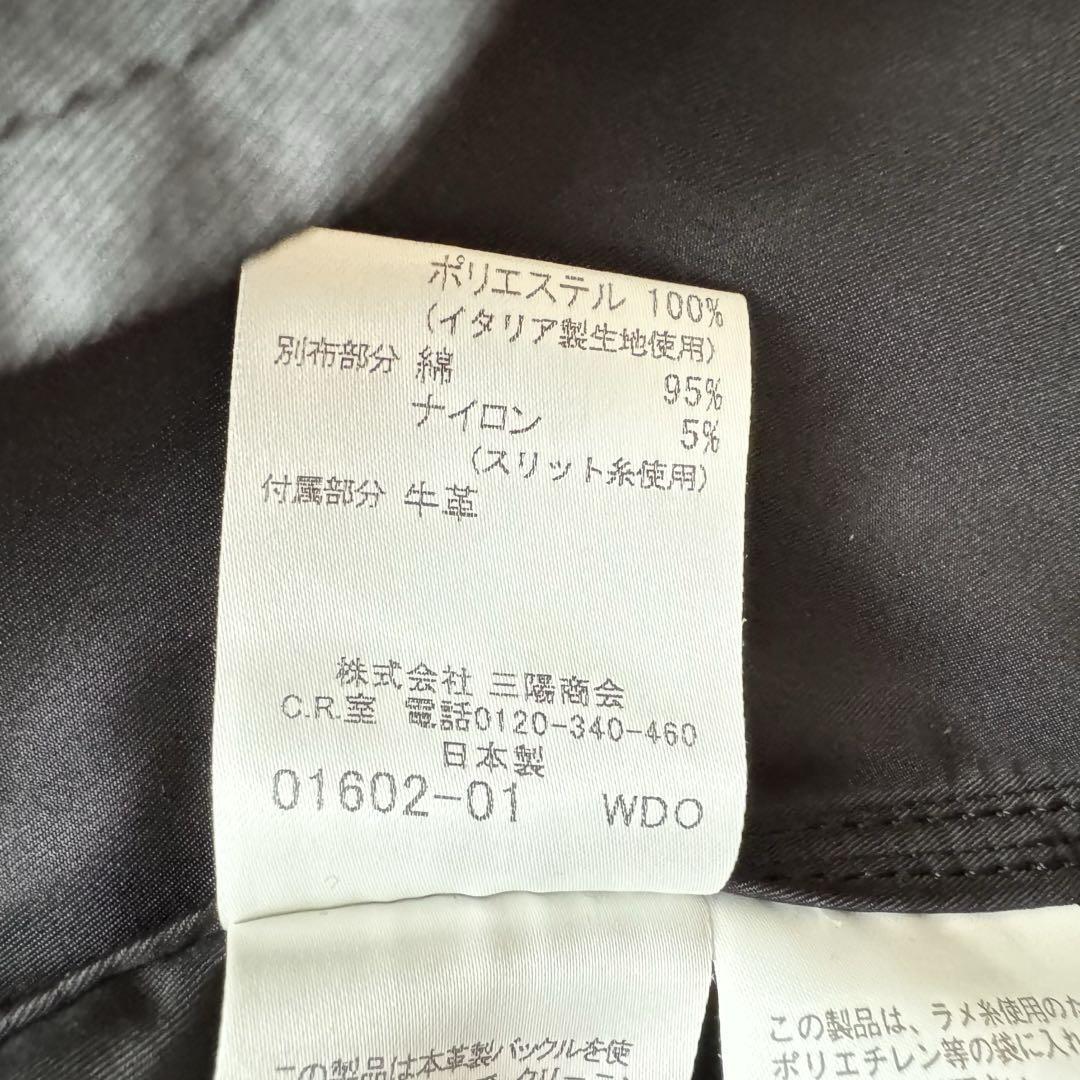 ポリエステル 100%
(イタリア製生地使用)
別布部分 綿 95%
ナイロン 5%
(スリット糸使用)
付属部分 牛革
株式会社 三陽商会
C.R.室 電話0120-340-460
日本製
01602-01 WDO
この製品は本革製バックルを使
この製品は、ラメ糸使用のた
ポリエチレン等の袋に入れ